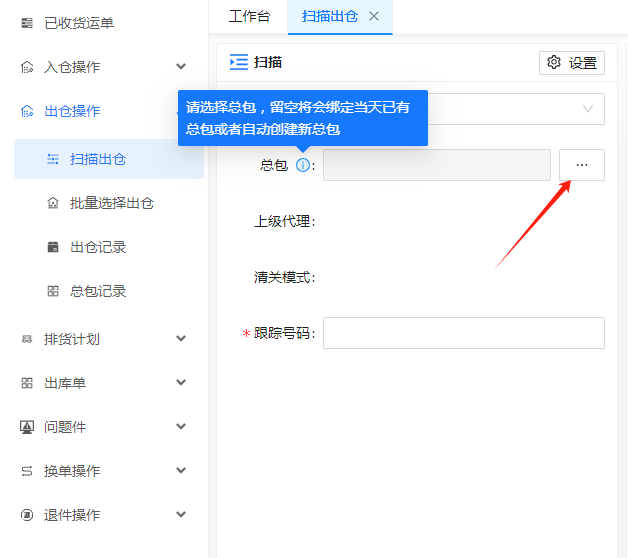 已收货运单
入仓操作
出仓操作
扫描出仓
批量选择出仓
出仓记录
总包记录
排货计划
出库单
问题件
换单操作
退件操作
工作台
扫描出仓
扫描
设置
请选择总包，留空将会绑定当天已有
总包或者自动创建新总包
总包 :
...
上级代理:
清关模式:
* 跟踪号码: